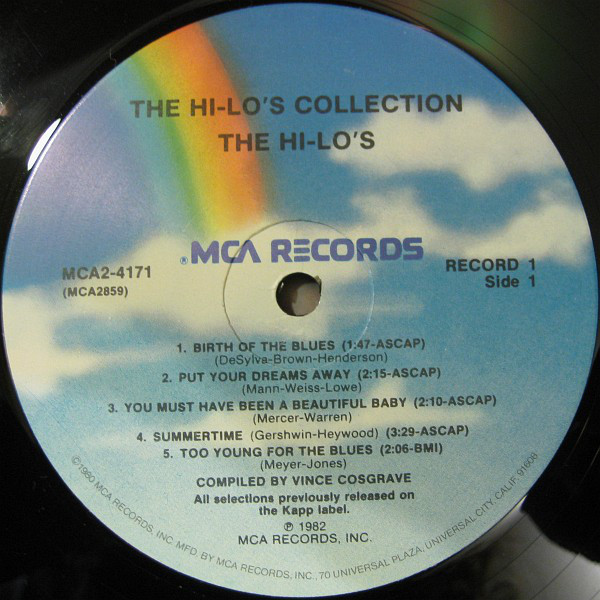 THE HI-LO'S COLLECTION
THE HI-LO'S
® MCA RECORDS
MCA2-4171
(MCA2859)
RECORD 1
Side 1
1. BIRTH OF THE BLUES (1:47-ASCAP)
(DeSylva-Brown-Henderson)
2. PUT YOUR DREAMS AWAY (2:15-ASCAP)
(Mann-Weiss-Lowe)
3. YOU MUST HAVE BEEN A BEAUTIFUL BABY (2:10-ASCAP)
(Mercer-Warren)
4. SUMMERTIME (Gershwin-Heywood) (3:29-ASCAP)
5. TOO YOUNG FOR THE BLUES (2:06-BMI)
(Meyer-Jones)
COMPILED BY VINCE COSGRAVE
All selections previously released on
the Kapp label.
℗ 1982
MCA RECORDS, INC.
©1980 MCA RECORDS, INC. MFD. BY MCA RECORDS, INC., 70 UNIVERSAL PLAZA, UNIVERSAL CITY, CALIF. 91608